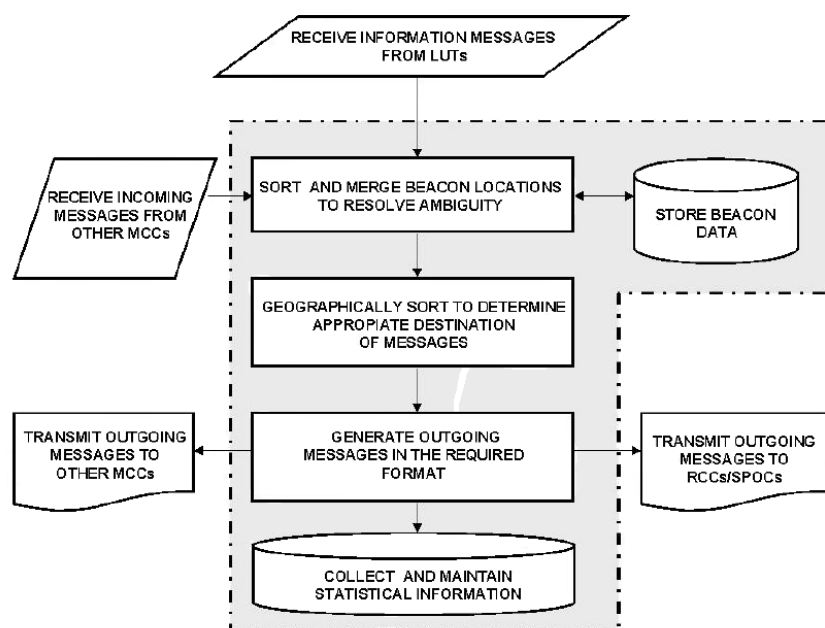 RECEIVE INFORMATION MESSAGES
FROM LUTs
RECEIVE INCOMING
MESSAGES FROM
OTHER MCCs
SORT AND MERGE BEACON LOCATIONS
TO RESOLVE AMBIGUITY
STORE BEACON
DATA
GEOGRAPHICALLY SORT TO DETERMINE
APPROPIATE DESTINATION
OF MESSAGES
TRANSMIT OUTGOING
MESSAGES TO
OTHER MCCs
GENERATE OUTGOING
MESSAGES IN THE REQUIRED
FORMAT
TRANSMIT OUTGOING
MESSAGES TO
RCCs/SPOCs
COLLECT AND MAINTAIN
STATISTICAL INFORMATION